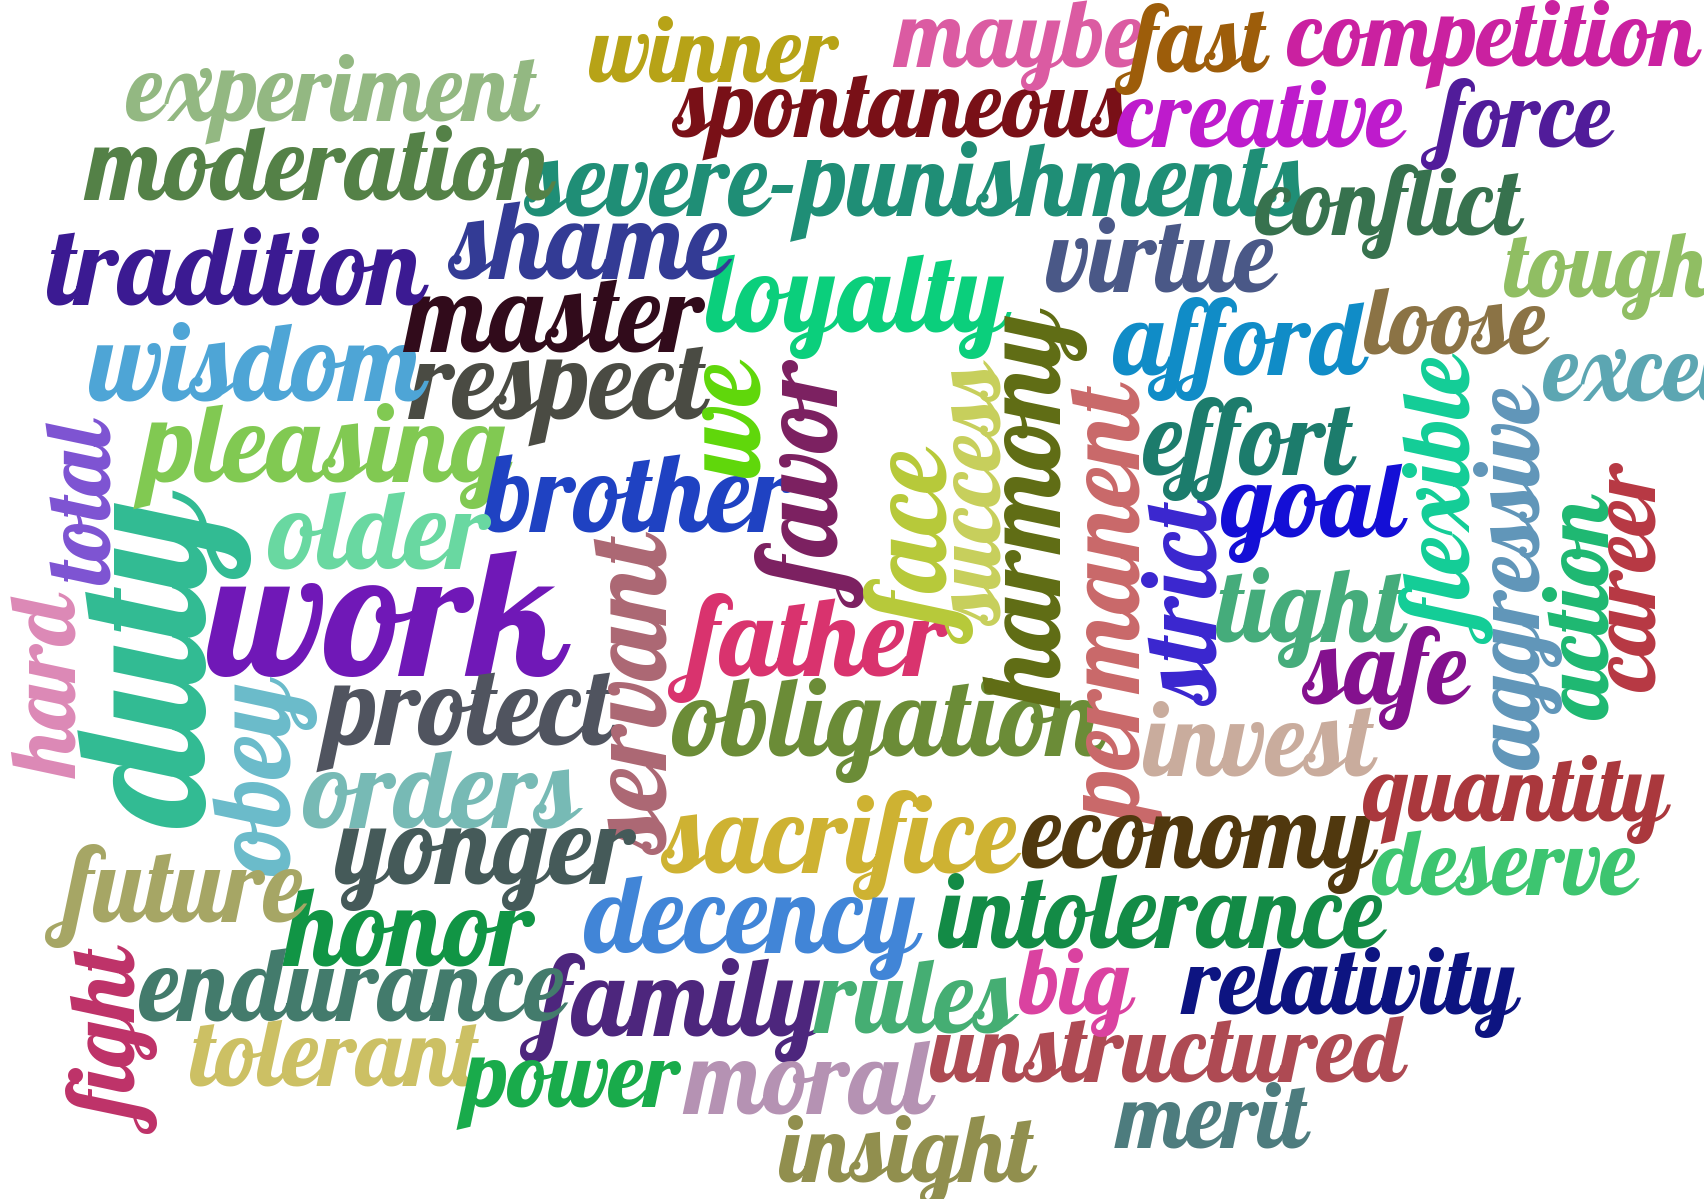 winner
maybe
fast
competition
experiment
spontaneous
creative
force
moderation
severe-punishments
conflict
tradition
shame
virtue
tough
master
loyalty
afford
loose
wisdom
respect
we
favor
face
success
harmony
permanent
effort
flexible
aggressive
total
pleasing
brother
goal
older
strict
action
career
hard
duty
work
servant
father
tight
safe
obey
protect
obligation
invest
orders
quantity
yonger
sacrifice
economy
deserve
future
honor
decency
intolerance
fight
endurance
family
rules
big
relativity
tolerant
power
moral
unstructured
merit
insight